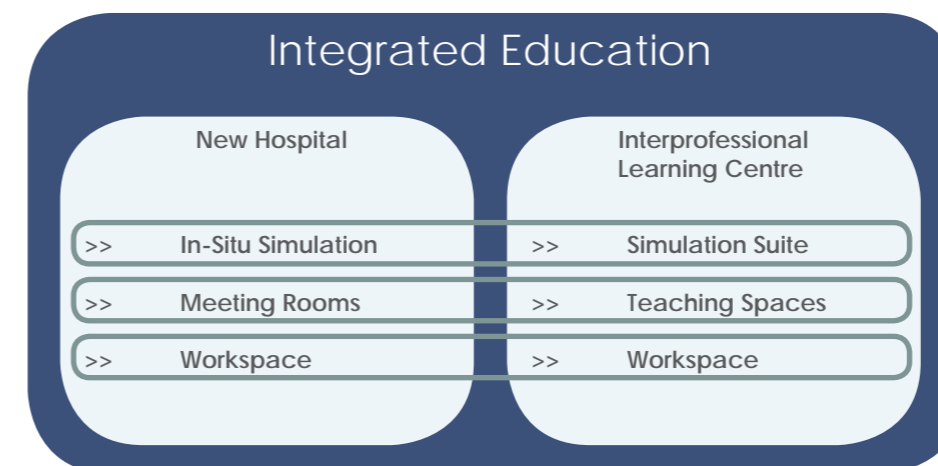 Integrated Education
New Hospital
Interprofessional
Learning Centre
>> In-Situ Simulation >> Simulation Suite
>> Meeting Rooms >> Teaching Spaces
>> Workspace >> Workspace